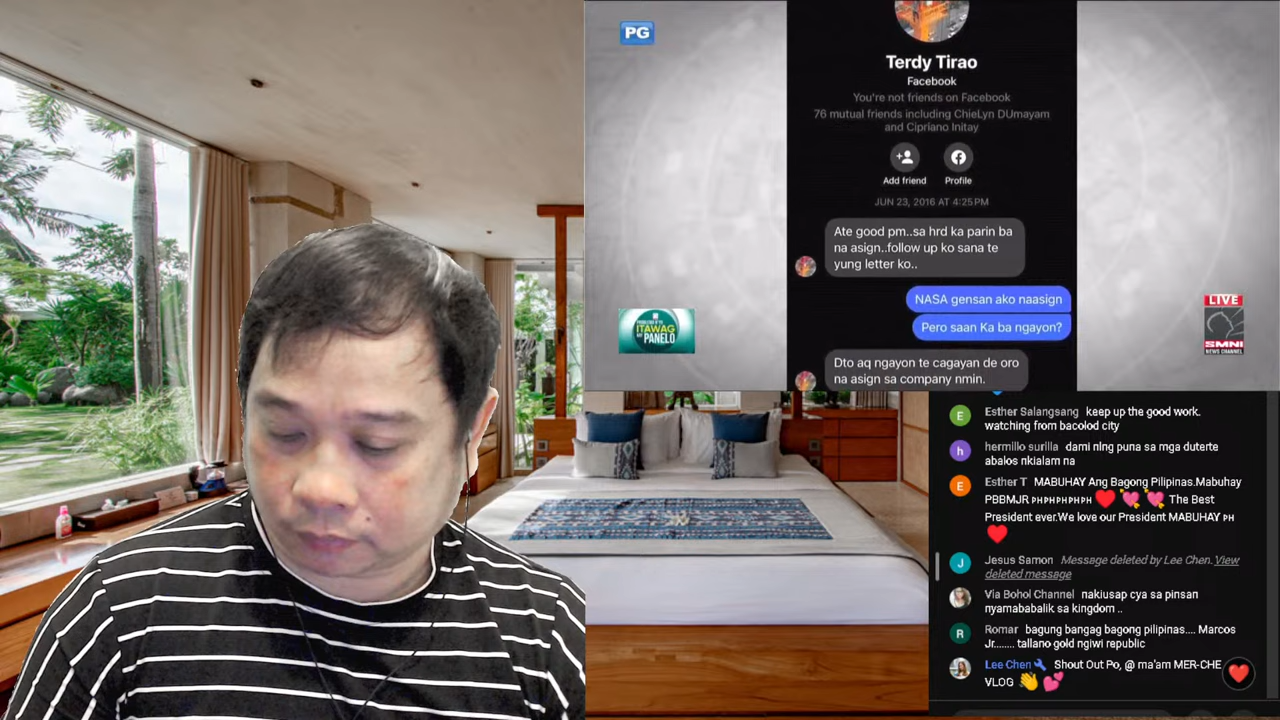 PG
Terdy Tirao
Facebook
You're not friends on Facebook
76 mutual friends including ChieLyn DUmayam
and Cipriano Initay
Add friend
Profile
JUN 23, 2016 AT 4:25 PM
Ate good pm..sa hrd ka parin ba
na asign..follow up ko sana te
yung letter ko..
NASA gensan ako naasign
Pero saan Ka ba ngayon?
Dto aq ngayon te cagayan de oro
na asign sa company nmin.
ITAWAG
PANELO
LIVE
SMNI
NEWS CHANNEL
E
Esther Salangsang keep up the good work.
watching from bacolod city
h
hermillo surilla dami nlng puna sa mga duterte
abalos nkialam na
E
Esther T MABUHAY Ang Bagong Pilipinas.Mabuhay
PBBMJR PHPHPHPHPH The Best
President ever.We love our President MABUHAY PH
J
Jesus Samon Message deleted by Lee Chen. View
deleted message
Via Bohol Channel nakiusap cya sa pinsan
nyamababalik sa kingdom ..
R
Romar bagung bangag bagong pilipinas.... Marcos
Jr........ tallano gold ngiwi republic
Lee Chen Shout Out Po, @ ma'am MER-CHE
VLOG